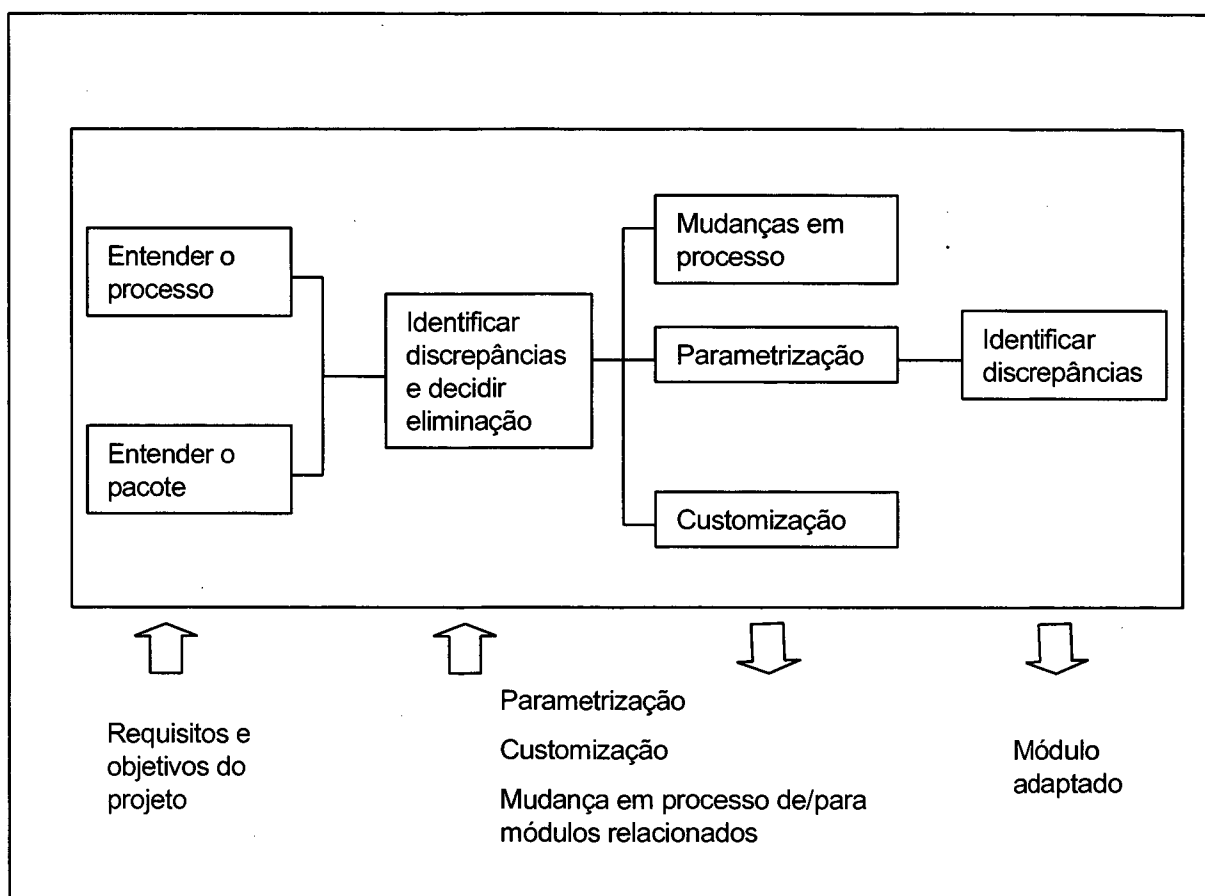 Entender o
processo
Entender o
pacote
Identificar
discrepâncias
e decidir
eliminação
Mudanças em
processo
Parametrização
Customização
Identificar
discrepâncias
Requisitos e
objetivos do
projeto
Parametrização
Customização
Mudança em processo de/para
módulos relacionados
Módulo
adaptado